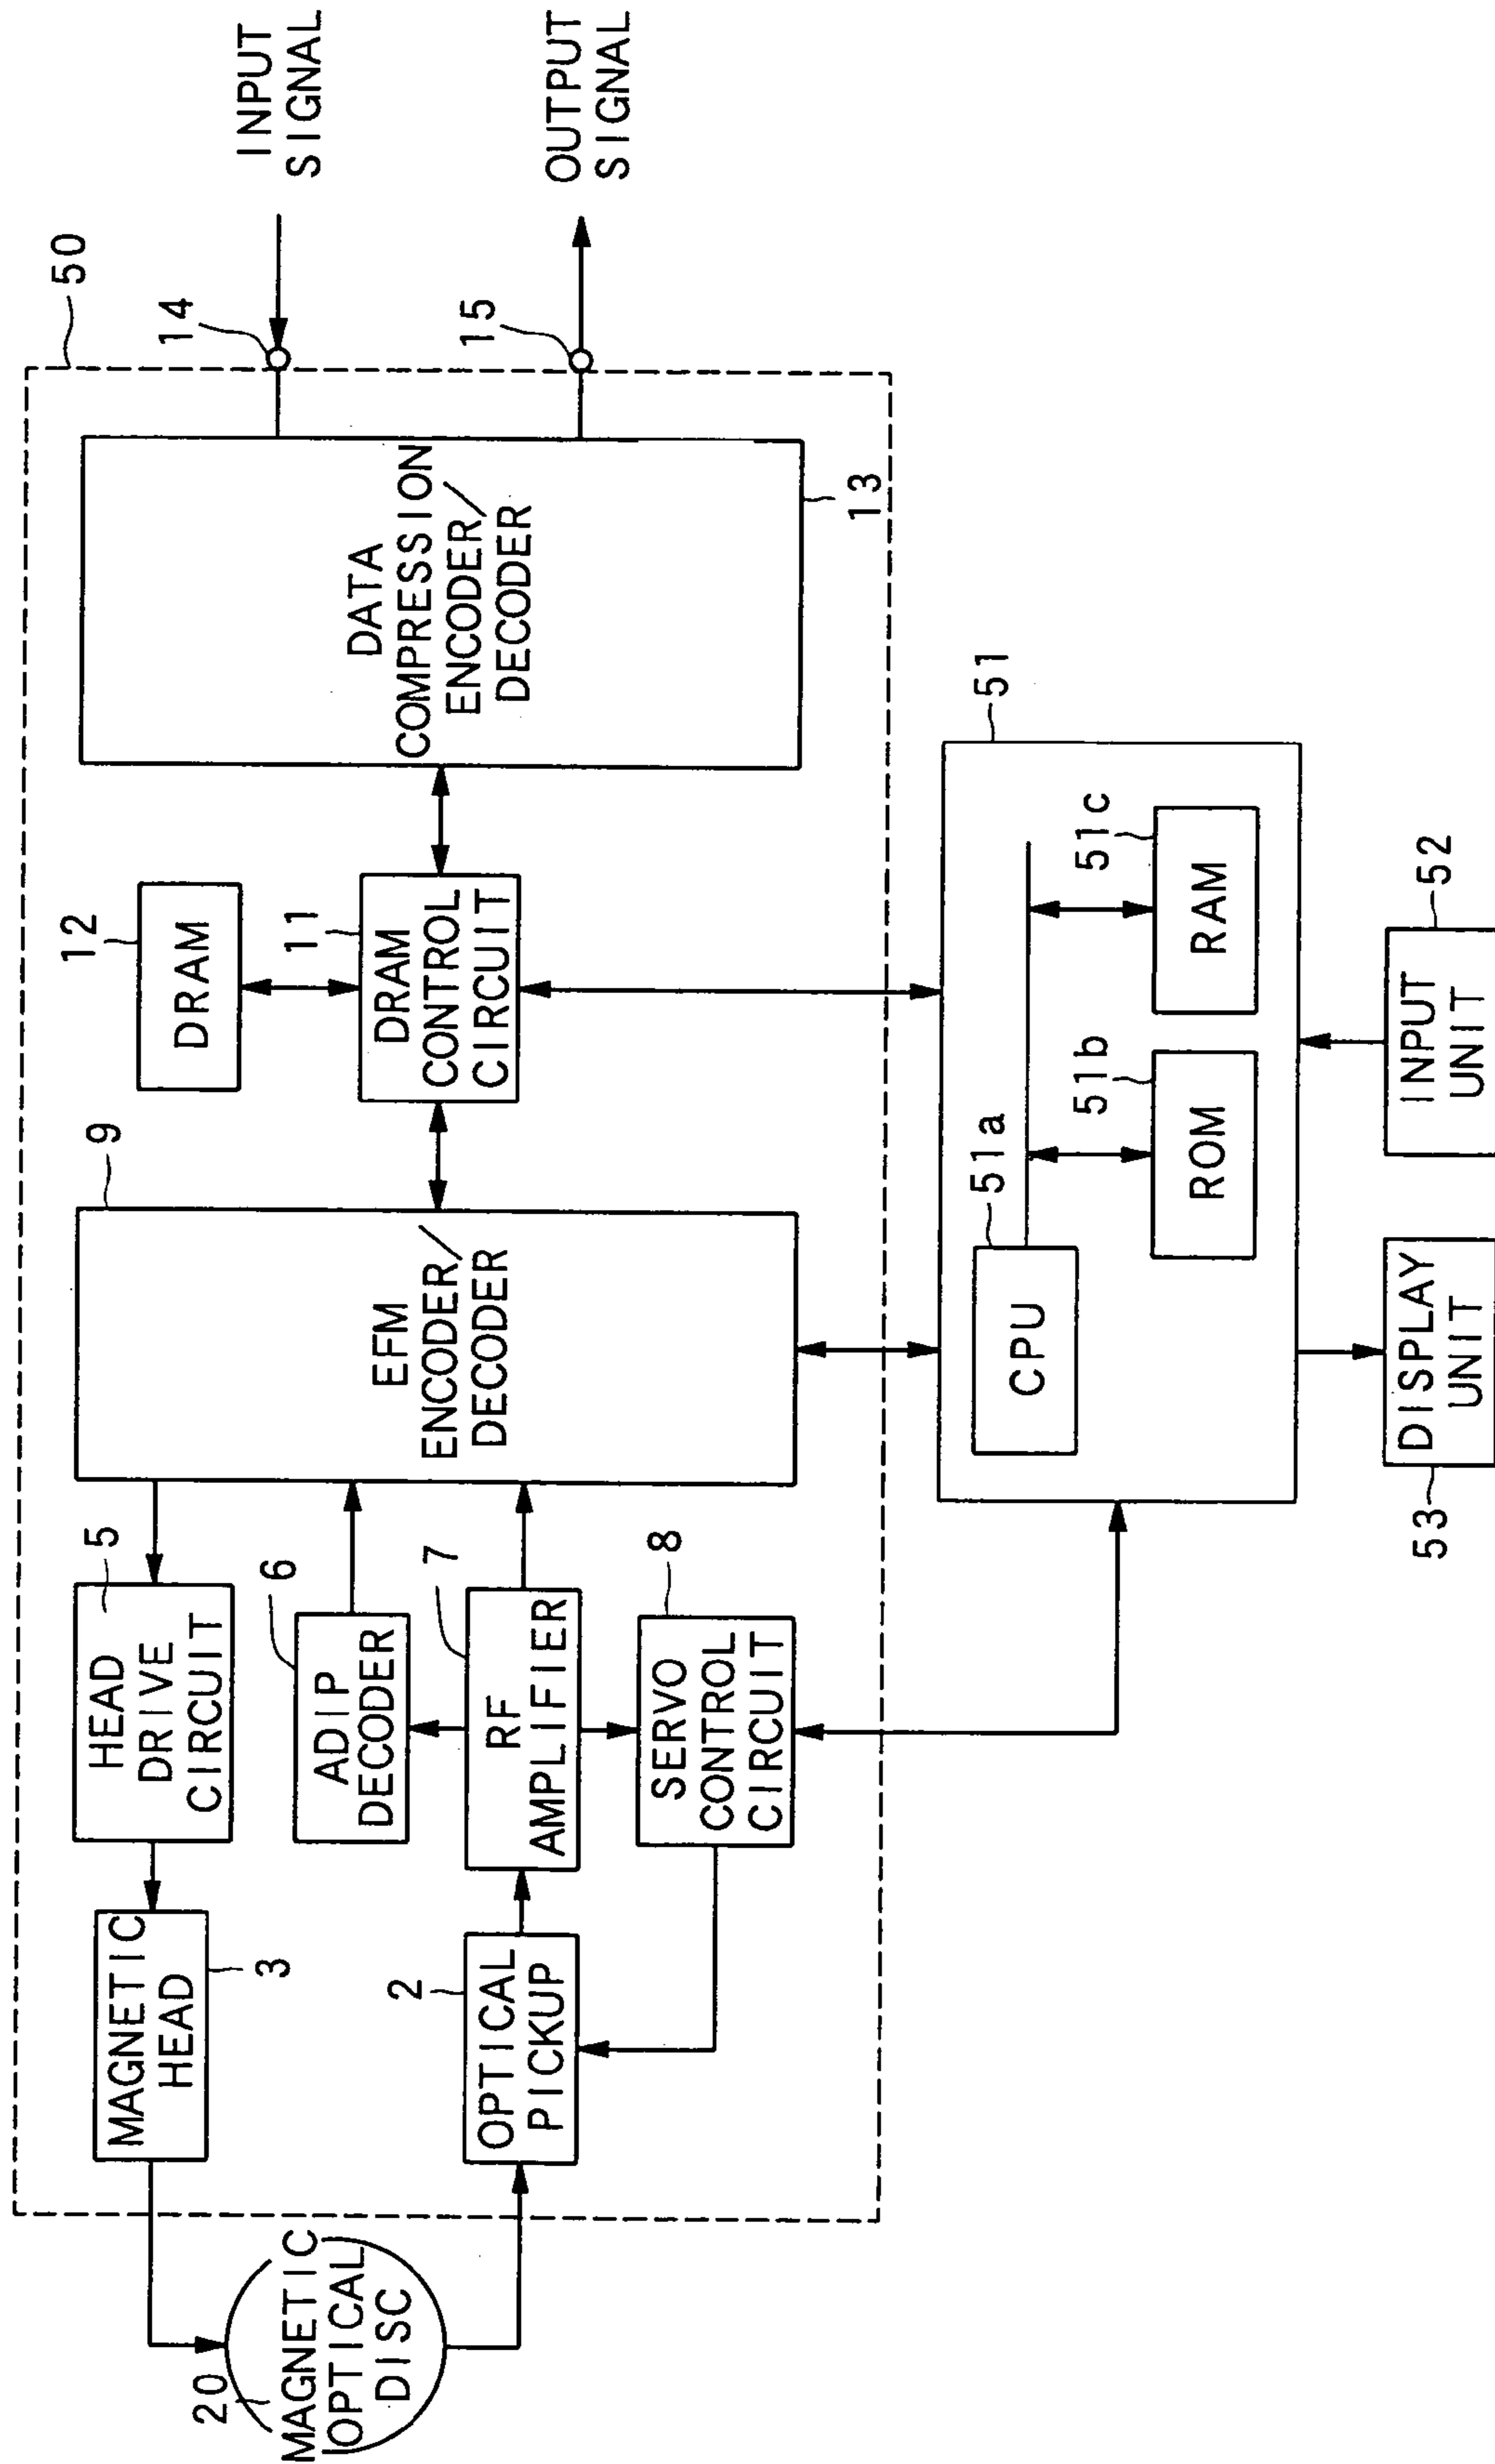 50
14
INPUT
SIGNAL
15
OUTPUT
SIGNAL
DATA
COMPRESSION
ENCODER/
DECODER
13
12
DRAM
11
DRAM
CONTROL
CIRCUIT
9
EFM
ENCODER/
DECODER
5
HEAD
DRIVE
CIRCUIT
6
ADIP
DECODER
7
RF
AMPLIFIER
8
SERVO
CONTROL
CIRCUIT
MAGNETIC
HEAD
3
2
OPTICAL
PICKUP
20
MAGNETIC
OPTICAL
DISC
51
51a
CPU
51b
ROM
51c
RAM
52
INPUT
UNIT
53
DISPLAY
UNIT